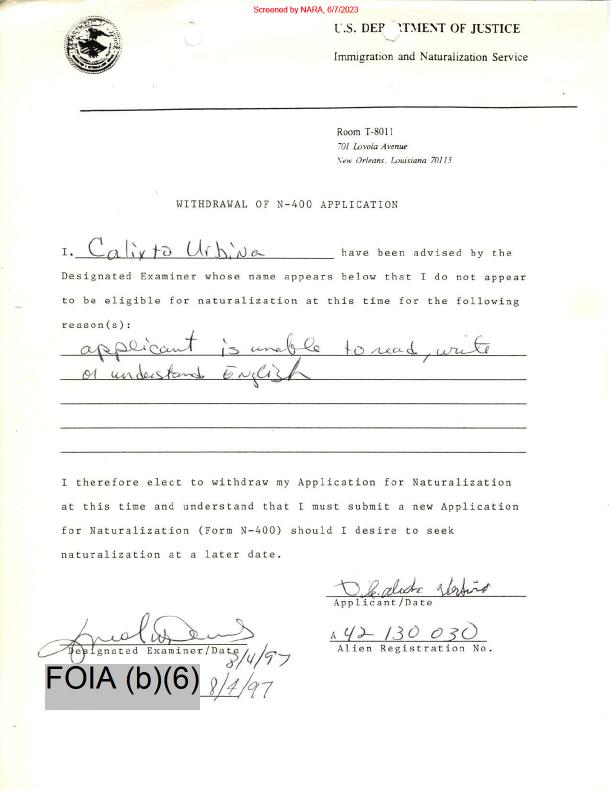 Screened by NARA, 6/7/2023
U.S. DEP RTMENT OF JUSTICE
Immigration and Naturalization Service
Room T-8011
701 Loyola Avenue
New Orleans, Louisiana 70113
WITHDRAWAL OF N-400 APPLICATION
I. Calixto Urbina have been advised by the
Designated Examiner whose name appears below that I do not appear
to be eligible for naturalization at this time for the following
reason(s):
applicant is unable to read, write
or understand English
I therefore elect to withdraw my Application for Naturalization
at this time and understand that I must submit a new Application
for Naturalization (Form N-400) should I desire to seek
naturalization at a later date.
Applicant/Date
A 42 130 030
Alien Registration No.
Designated Examiner/Date
8/4/97
FOIA (b)(6) 8/4/97